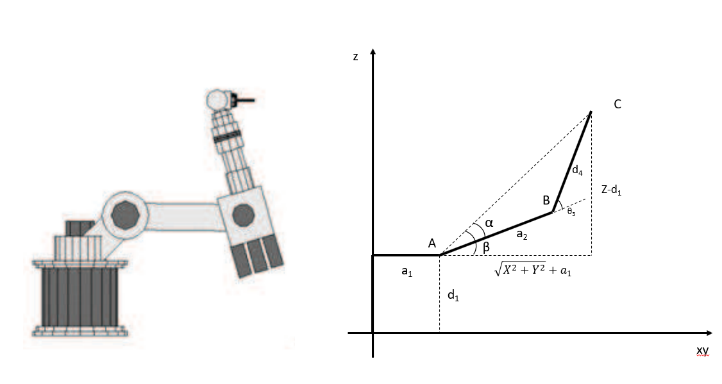 z
C
d₄
B
Z-d₁
θ₃
α
A
a₂
β
a₁
√X² + Y² + a₁
d₁
xy